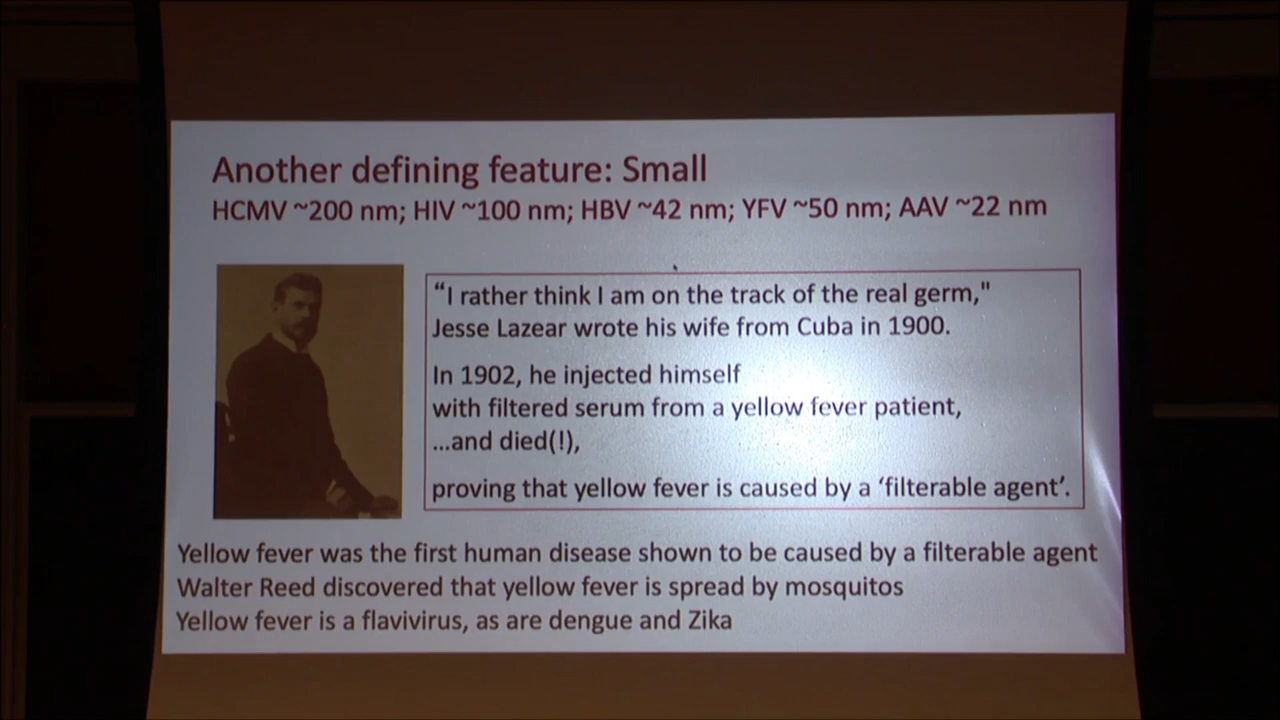 Another defining feature: Small
HCMV ~200 nm; HIV ~100 nm; HBV ~42 nm; YFV ~50 nm; AAV ~22 nm
“I rather think I am on the track of the real germ,"
Jesse Lazear wrote his wife from Cuba in 1900.
In 1902, he injected himself
with filtered serum from a yellow fever patient,
...and died(!),
proving that yellow fever is caused by a ‘filterable agent’.
Yellow fever was the first human disease shown to be caused by a filterable agent
Walter Reed discovered that yellow fever is spread by mosquitos
Yellow fever is a flavivirus, as are dengue and Zika